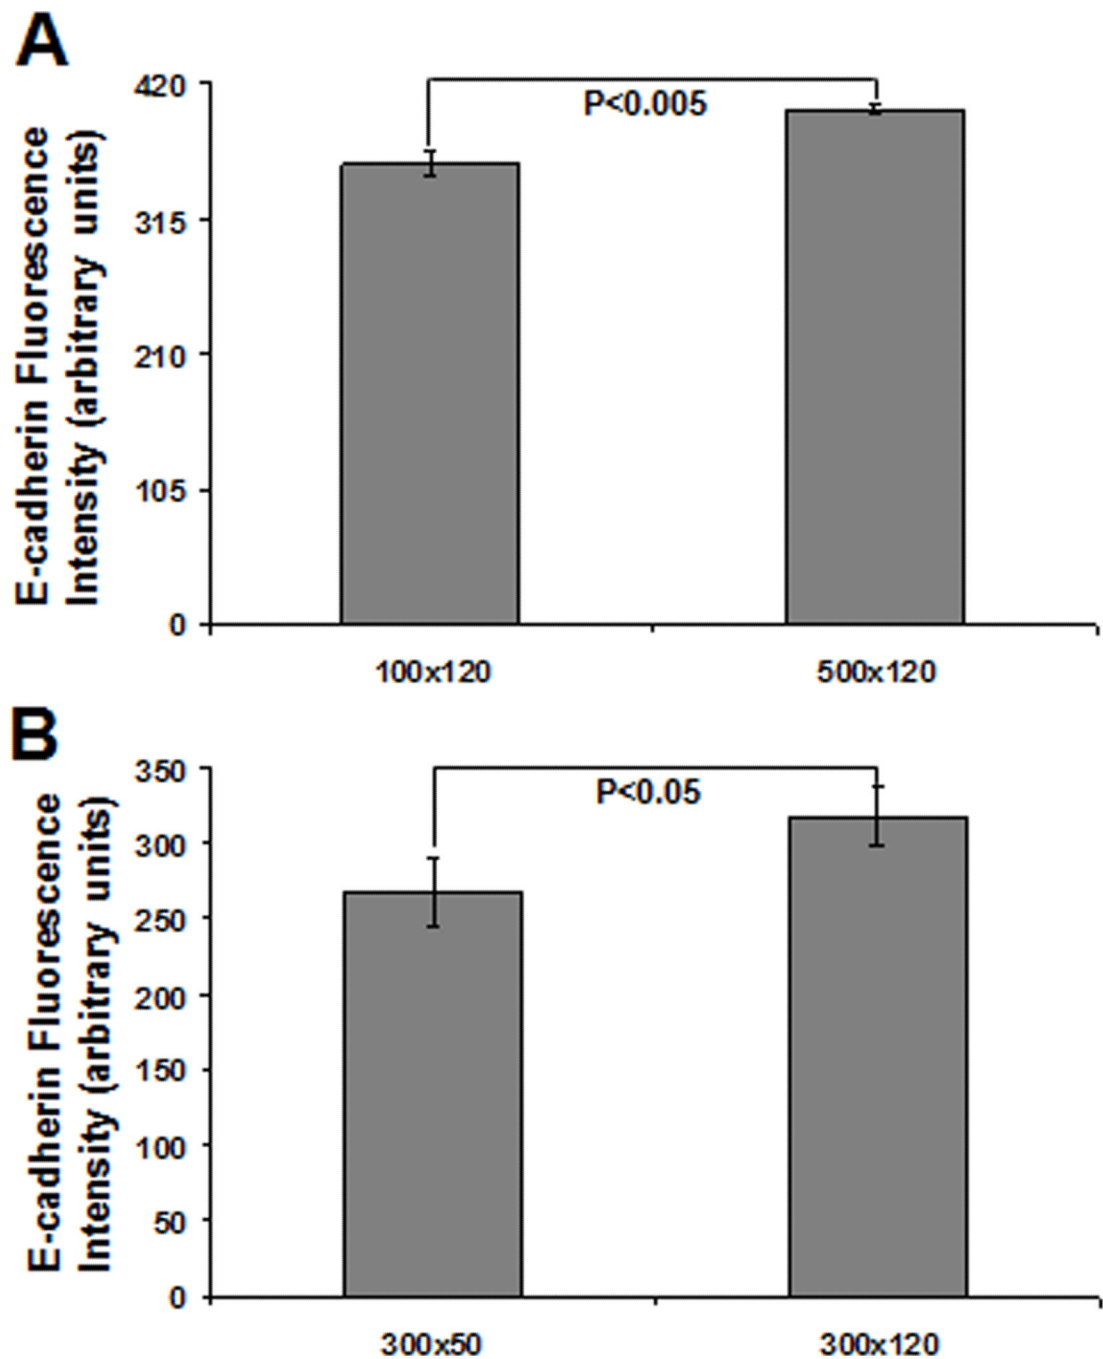 A
E-cadherin Fluorescence
Intensity (arbitrary units)
420
315
210
105
0
P<0.005
100x120
500x120
B
E-cadherin Fluorescence
Intensity (arbitrary units)
350
300
250
200
150
100
50
0
P<0.05
300x50
300x120